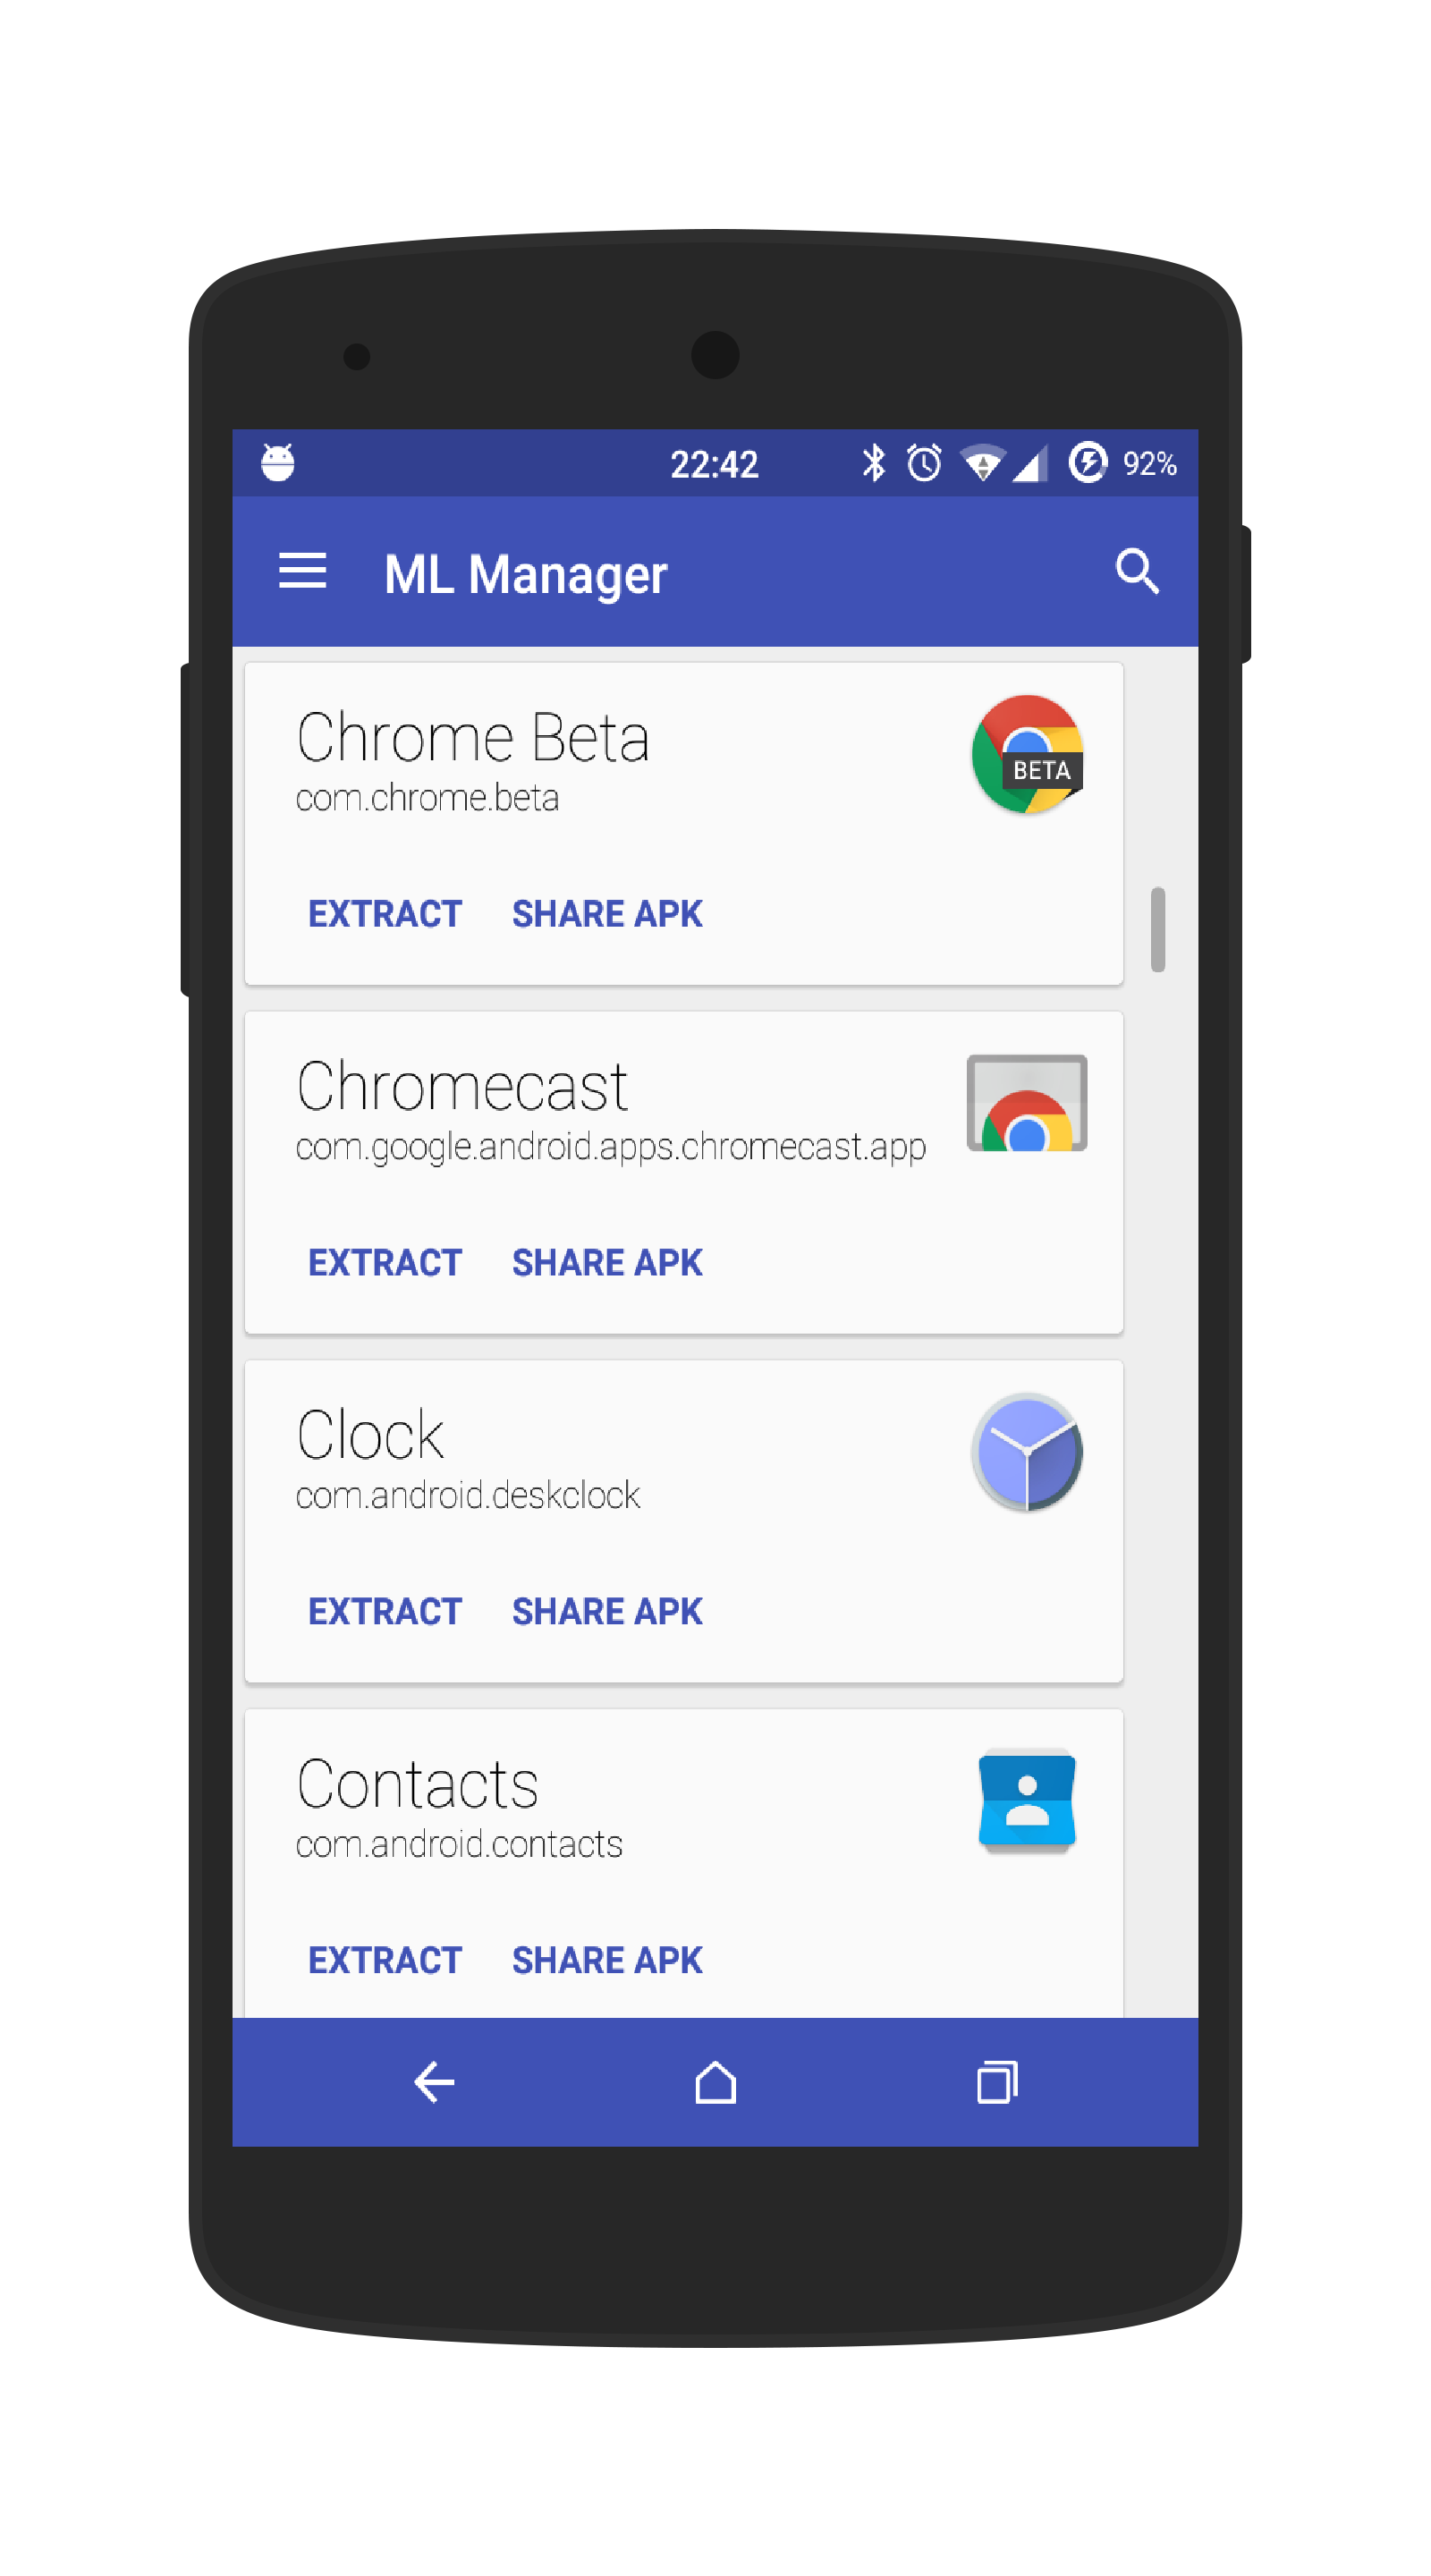 22:42 92%
ML Manager
Chrome Beta
com.chrome.beta
BETA
EXTRACT SHARE APK
Chromecast
com.google.android.apps.chromecast.app
EXTRACT SHARE APK
Clock
com.android.deskclock
EXTRACT SHARE APK
Contacts
com.android.contacts
EXTRACT SHARE APK